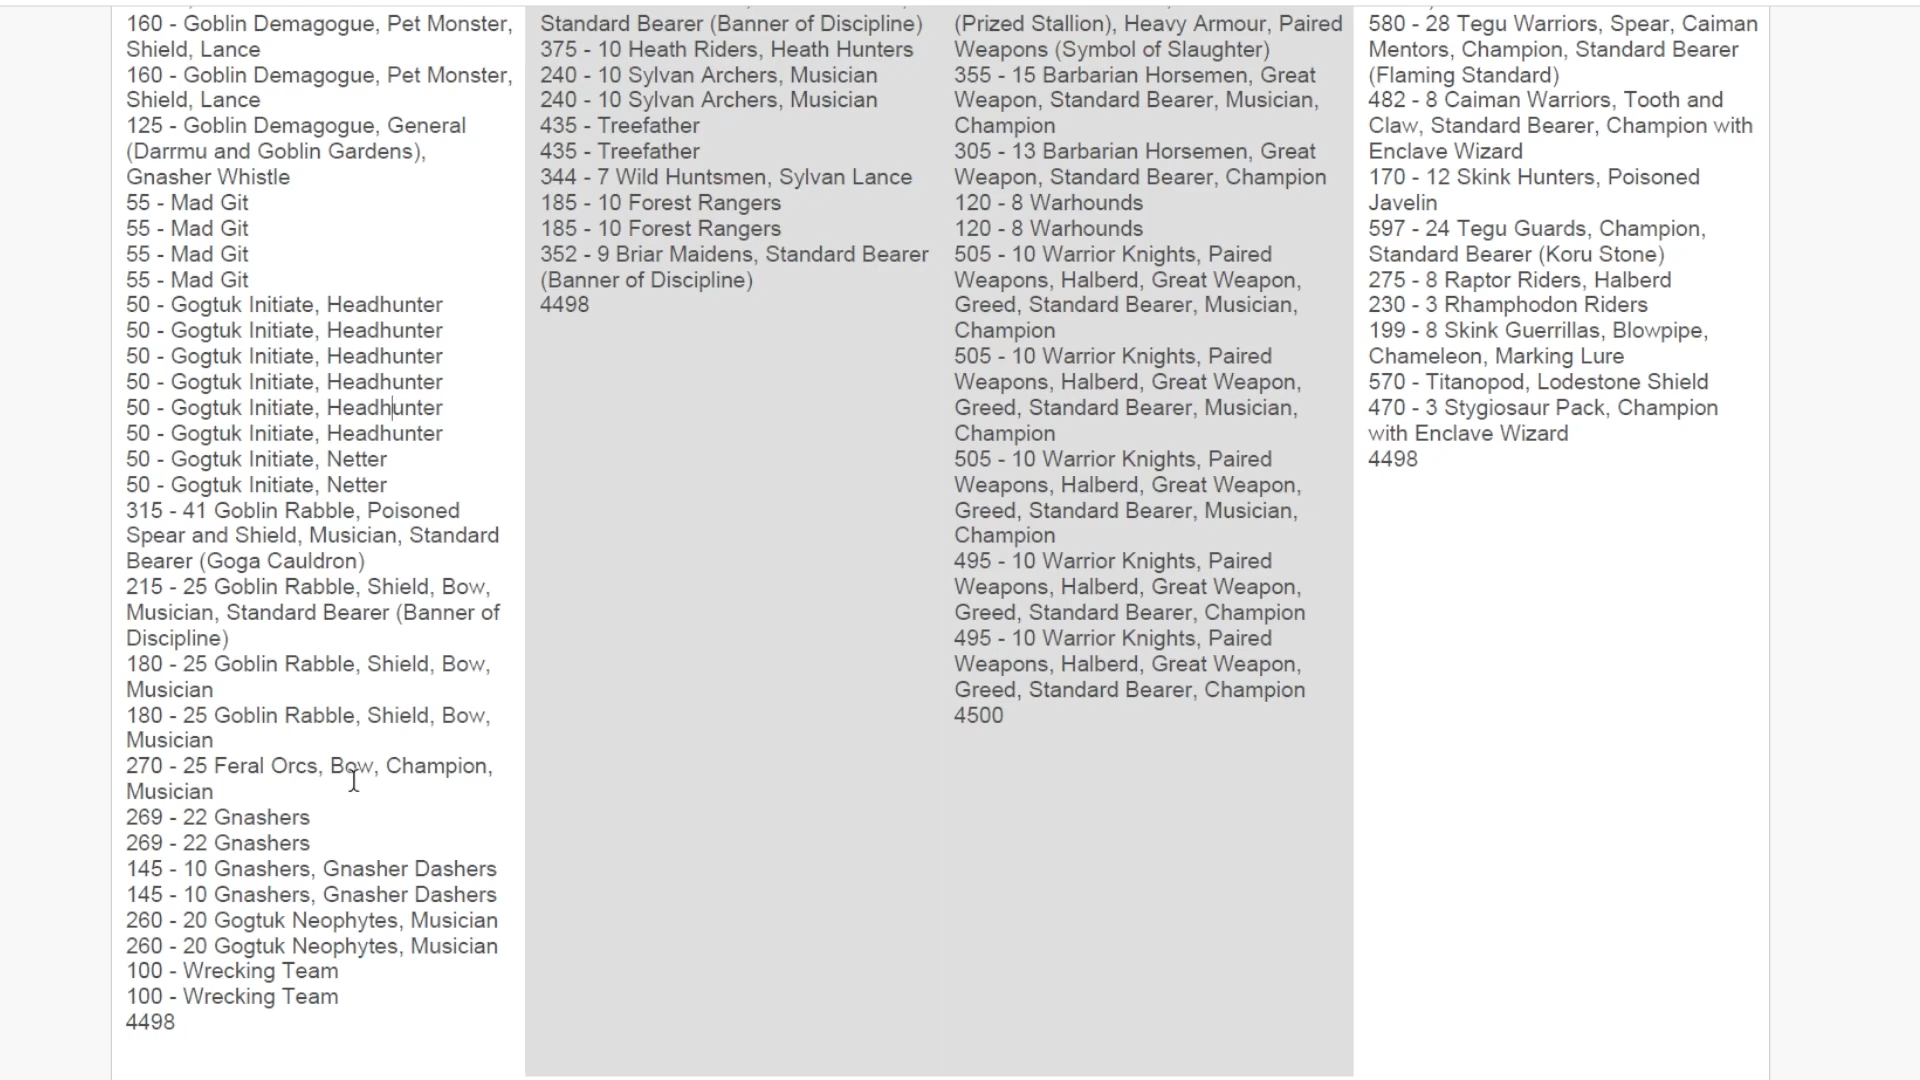 160 - Goblin Demagogue, Pet Monster,
Shield, Lance
160 - Goblin Demagogue, Pet Monster,
Shield, Lance
125 - Goblin Demagogue, General
(Darrmu and Goblin Gardens),
Gnasher Whistle
55 - Mad Git
55 - Mad Git
55 - Mad Git
55 - Mad Git
50 - Gogtuk Initiate, Headhunter
50 - Gogtuk Initiate, Headhunter
50 - Gogtuk Initiate, Headhunter
50 - Gogtuk Initiate, Headhunter
50 - Gogtuk Initiate, Headhunter
50 - Gogtuk Initiate, Headhunter
50 - Gogtuk Initiate, Netter
50 - Gogtuk Initiate, Netter
315 - 41 Goblin Rabble, Poisoned
Spear and Shield, Musician, Standard
Bearer (Goga Cauldron)
215 - 25 Goblin Rabble, Shield, Bow,
Musician, Standard Bearer (Banner of
Discipline)
180 - 25 Goblin Rabble, Shield, Bow,
Musician
180 - 25 Goblin Rabble, Shield, Bow,
Musician
270 - 25 Feral Orcs, Bow, Champion,
Musician
269 - 22 Gnashers
269 - 22 Gnashers
145 - 10 Gnashers, Gnasher Dashers
145 - 10 Gnashers, Gnasher Dashers
260 - 20 Gogtuk Neophytes, Musician
260 - 20 Gogtuk Neophytes, Musician
100 - Wrecking Team
100 - Wrecking Team
4498
Standard Bearer (Banner of Discipline)
375 - 10 Heath Riders, Heath Hunters
240 - 10 Sylvan Archers, Musician
240 - 10 Sylvan Archers, Musician
435 - Treefather
435 - Treefather
344 - 7 Wild Huntsmen, Sylvan Lance
185 - 10 Forest Rangers
185 - 10 Forest Rangers
352 - 9 Briar Maidens, Standard Bearer
(Banner of Discipline)
4498
(Prized Stallion), Heavy Armour, Paired
Weapons (Symbol of Slaughter)
355 - 15 Barbarian Horsemen, Great
Weapon, Standard Bearer, Musician,
Champion
305 - 13 Barbarian Horsemen, Great
Weapon, Standard Bearer, Champion
120 - 8 Warhounds
120 - 8 Warhounds
505 - 10 Warrior Knights, Paired
Weapons, Halberd, Great Weapon,
Greed, Standard Bearer, Musician,
Champion
505 - 10 Warrior Knights, Paired
Weapons, Halberd, Great Weapon,
Greed, Standard Bearer, Musician,
Champion
505 - 10 Warrior Knights, Paired
Weapons, Halberd, Great Weapon,
Greed, Standard Bearer, Musician,
Champion
495 - 10 Warrior Knights, Paired
Weapons, Halberd, Great Weapon,
Greed, Standard Bearer, Champion
495 - 10 Warrior Knights, Paired
Weapons, Halberd, Great Weapon,
Greed, Standard Bearer, Champion
4500
580 - 28 Tegu Warriors, Spear, Caiman
Mentors, Champion, Standard Bearer
(Flaming Standard)
482 - 8 Caiman Warriors, Tooth and
Claw, Standard Bearer, Champion with
Enclave Wizard
170 - 12 Skink Hunters, Poisoned
Javelin
597 - 24 Tegu Guards, Champion,
Standard Bearer (Koru Stone)
275 - 8 Raptor Riders, Halberd
230 - 3 Rhamphodon Riders
199 - 8 Skink Guerrillas, Blowpipe,
Chameleon, Marking Lure
570 - Titanopod, Lodestone Shield
470 - 3 Stygiosaur Pack, Champion
with Enclave Wizard
4498